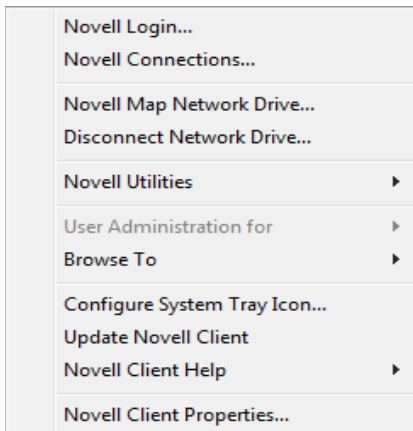 Novell Login...
Novell Connections...
Novell Map Network Drive...
Disconnect Network Drive...
Novell Utilities
User Administration for
Browse To
Configure System Tray Icon...
Update Novell Client
Novell Client Help
Novell Client Properties...